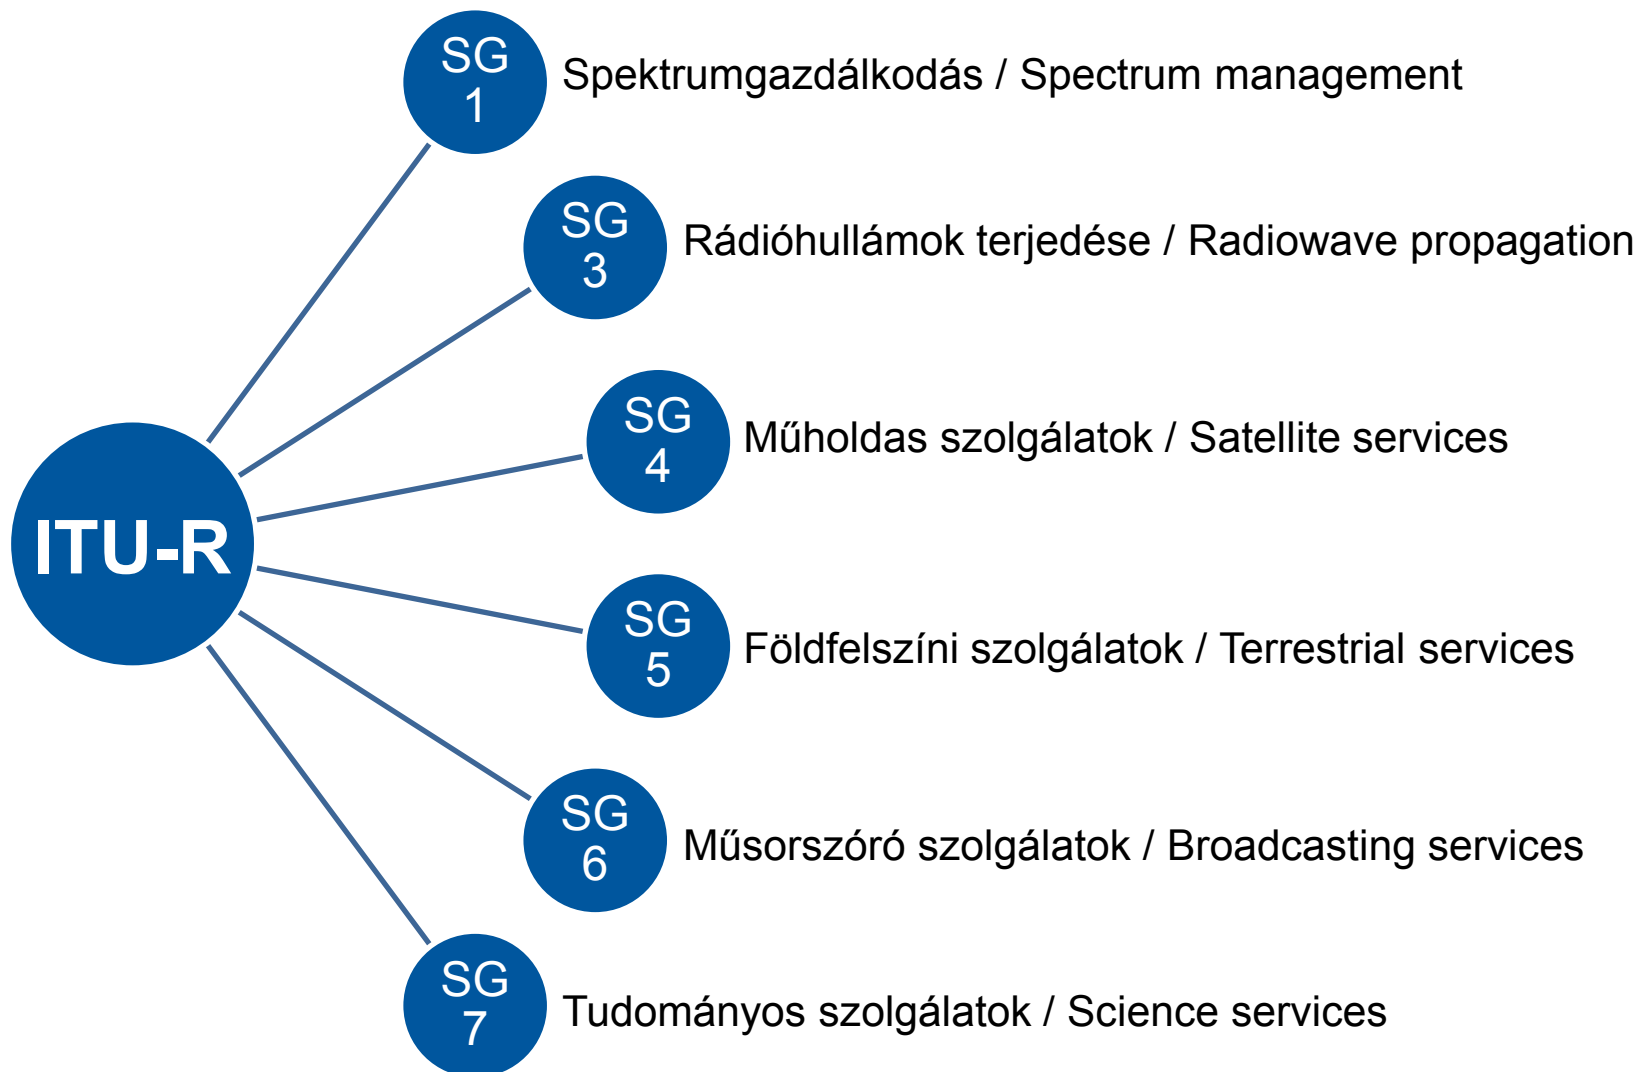 SG
1
Spektrumgazdálkodás / Spectrum management
SG
3
Rádióhullámok terjedése / Radiowave propagation
SG
4
Műholdas szolgálatok / Satellite services
ITU-R
SG
5
Földfelszíni szolgálatok / Terrestrial services
SG
6
Műsorszóró szolgálatok / Broadcasting services
SG
7
Tudományos szolgálatok / Science services